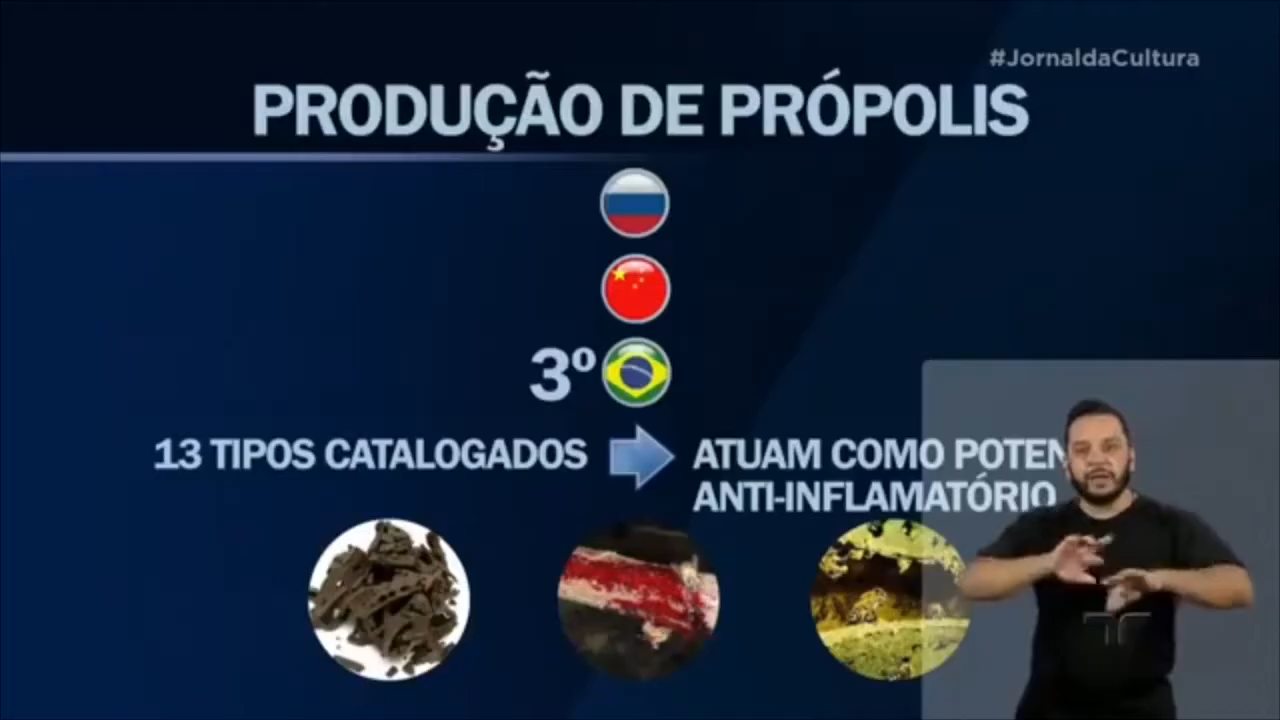 #JornaldaCultura
PRODUÇÃO DE PRÓPOLIS
3º
13 TIPOS CATALOGADOS
ATUAM COMO
ANTI-INFLAMATÓRIO